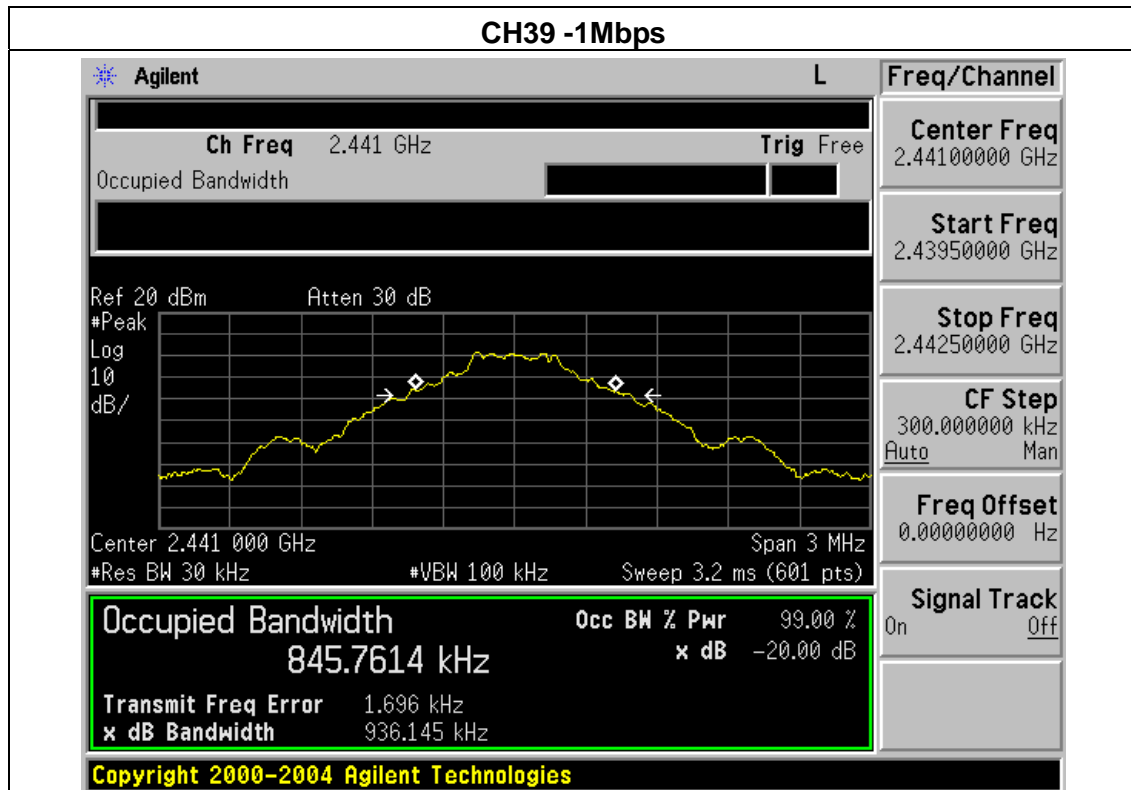 CH39 -1Mbps
Agilent L Freq/Channel
Ch Freq 2.441 GHz Trig Free
Occupied Bandwidth
Center Freq
2.44100000 GHz
Start Freq
2.43950000 GHz
Stop Freq
2.44250000 GHz
CF Step
300.000000 kHz
Auto Man
Freq Offset
0.00000000 Hz
Signal Track
On Off
Ref 20 dBm Atten 30 dB
#Peak
Log
10
dB/
Center 2.441 000 GHz Span 3 MHz
#Res BW 30 kHz #VBW 100 kHz Sweep 3.2 ms (601 pts)
Occupied Bandwidth Occ BW % Pwr 99.00 %
845.7614 kHz x dB -20.00 dB
Transmit Freq Error 1.696 kHz
x dB Bandwidth 936.145 kHz
Copyright 2000-2004 Agilent Technologies